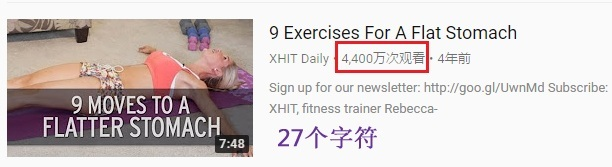 9 MOVES TO A
FLATTER STOMACH
7:48
9 Exercises For A Flat Stomach
XHIT Daily • 4,400万次观看 • 4年前
Sign up for our newsletter: http://goo.gl/UwnMd Subscribe:
XHIT, fitness trainer Rebecca-
27个字符